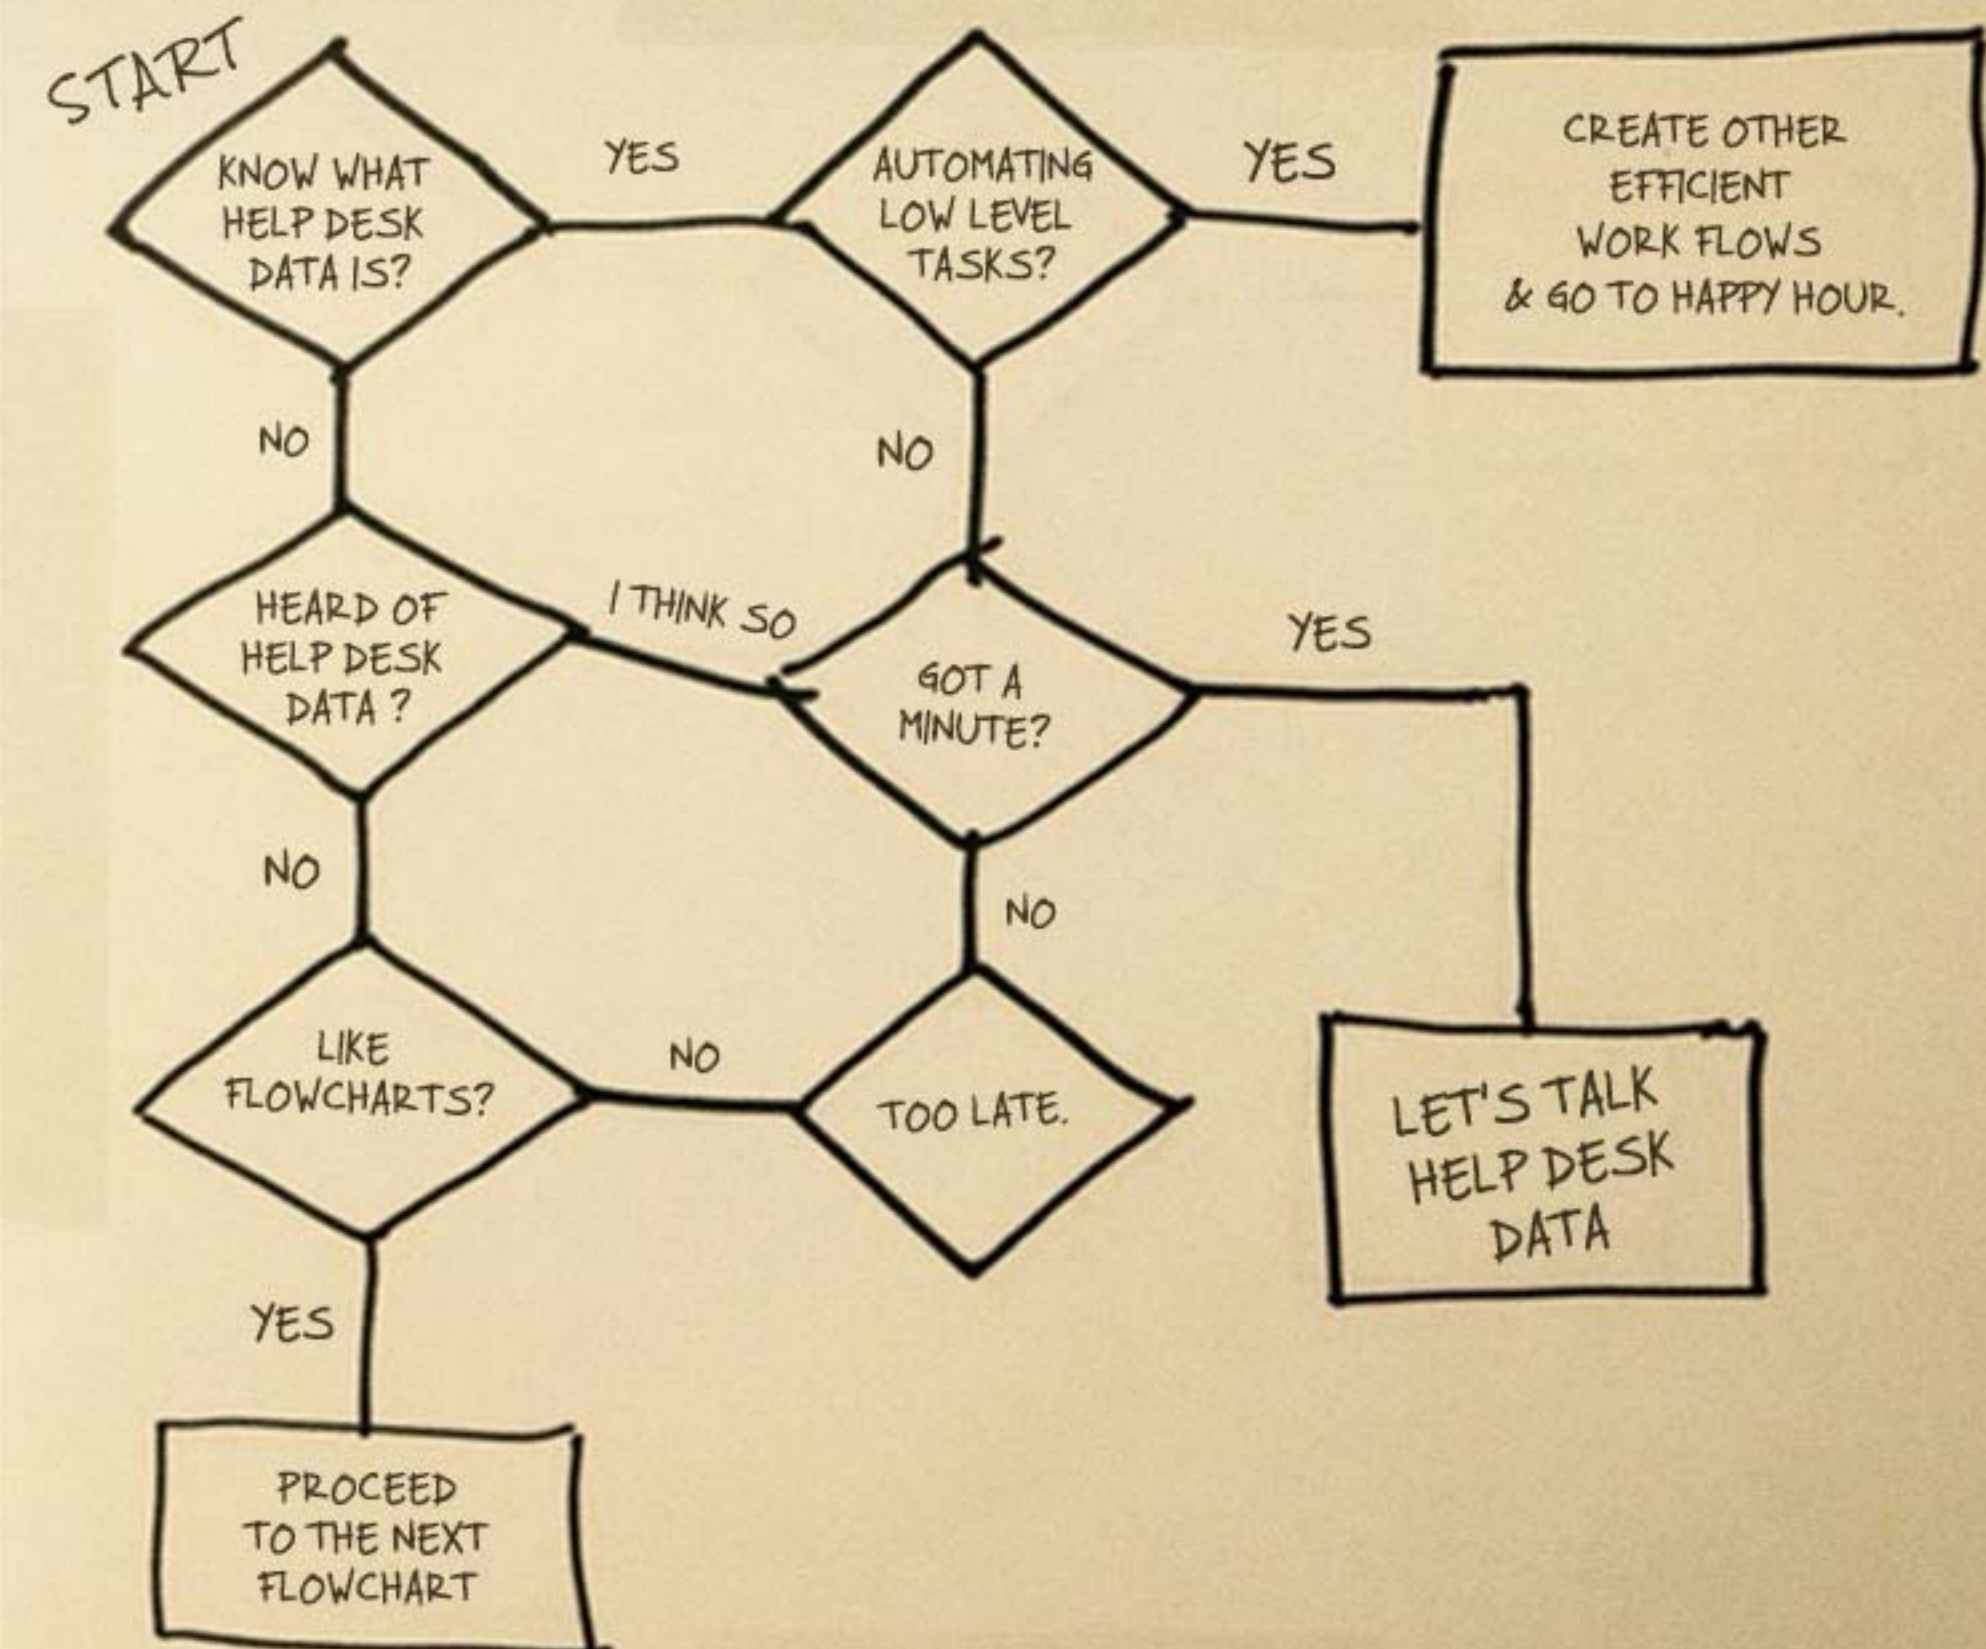 START
KNOW WHAT
HELP DESK
DATA IS?
YES
AUTOMATING
LOW LEVEL
TASKS?
YES
CREATE OTHER
EFFICIENT
WORK FLOWS
& GO TO HAPPY HOUR.
NO
NO
HEARD OF
HELP DESK
DATA?
I THINK SO
GOT A
MINUTE?
YES
NO
NO
LIKE
FLOWCHARTS?
NO
TOO LATE.
LET'S TALK
HELP DESK
DATA
YES
PROCEED
TO THE NEXT
FLOWCHART